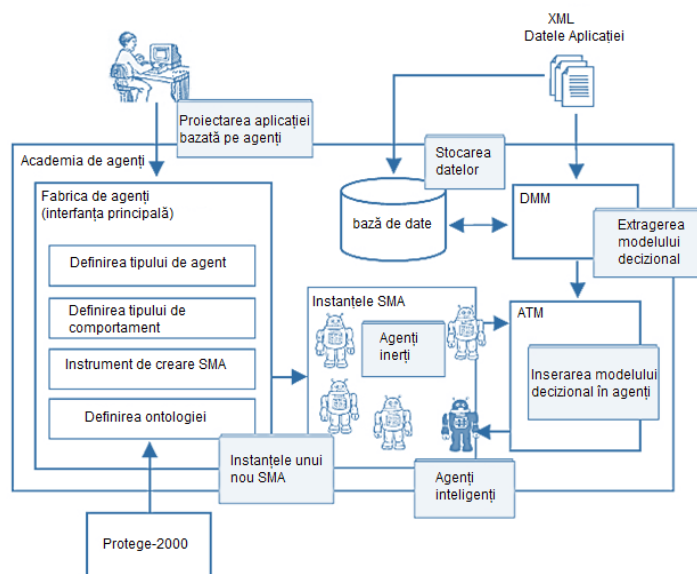 XML
Datele Aplicației
Proiectarea aplicației
bazată pe agenți
Academia de agenți
Stocarea
datelor
Fabrica de agenți
(interfanța principală)
bază de date
DMM
Extragerea
modelului
decizional
Definirea tipului de agent
Definirea tipului de
comportament
Instrument de creare SMA
Definirea ontologiei
Instanțele SMA
Agenți
inerți
ATM
Inserarea modelului
decizional în agenți
Instanțele unui
nou SMA
Agenți
inteligenți
Protege-2000